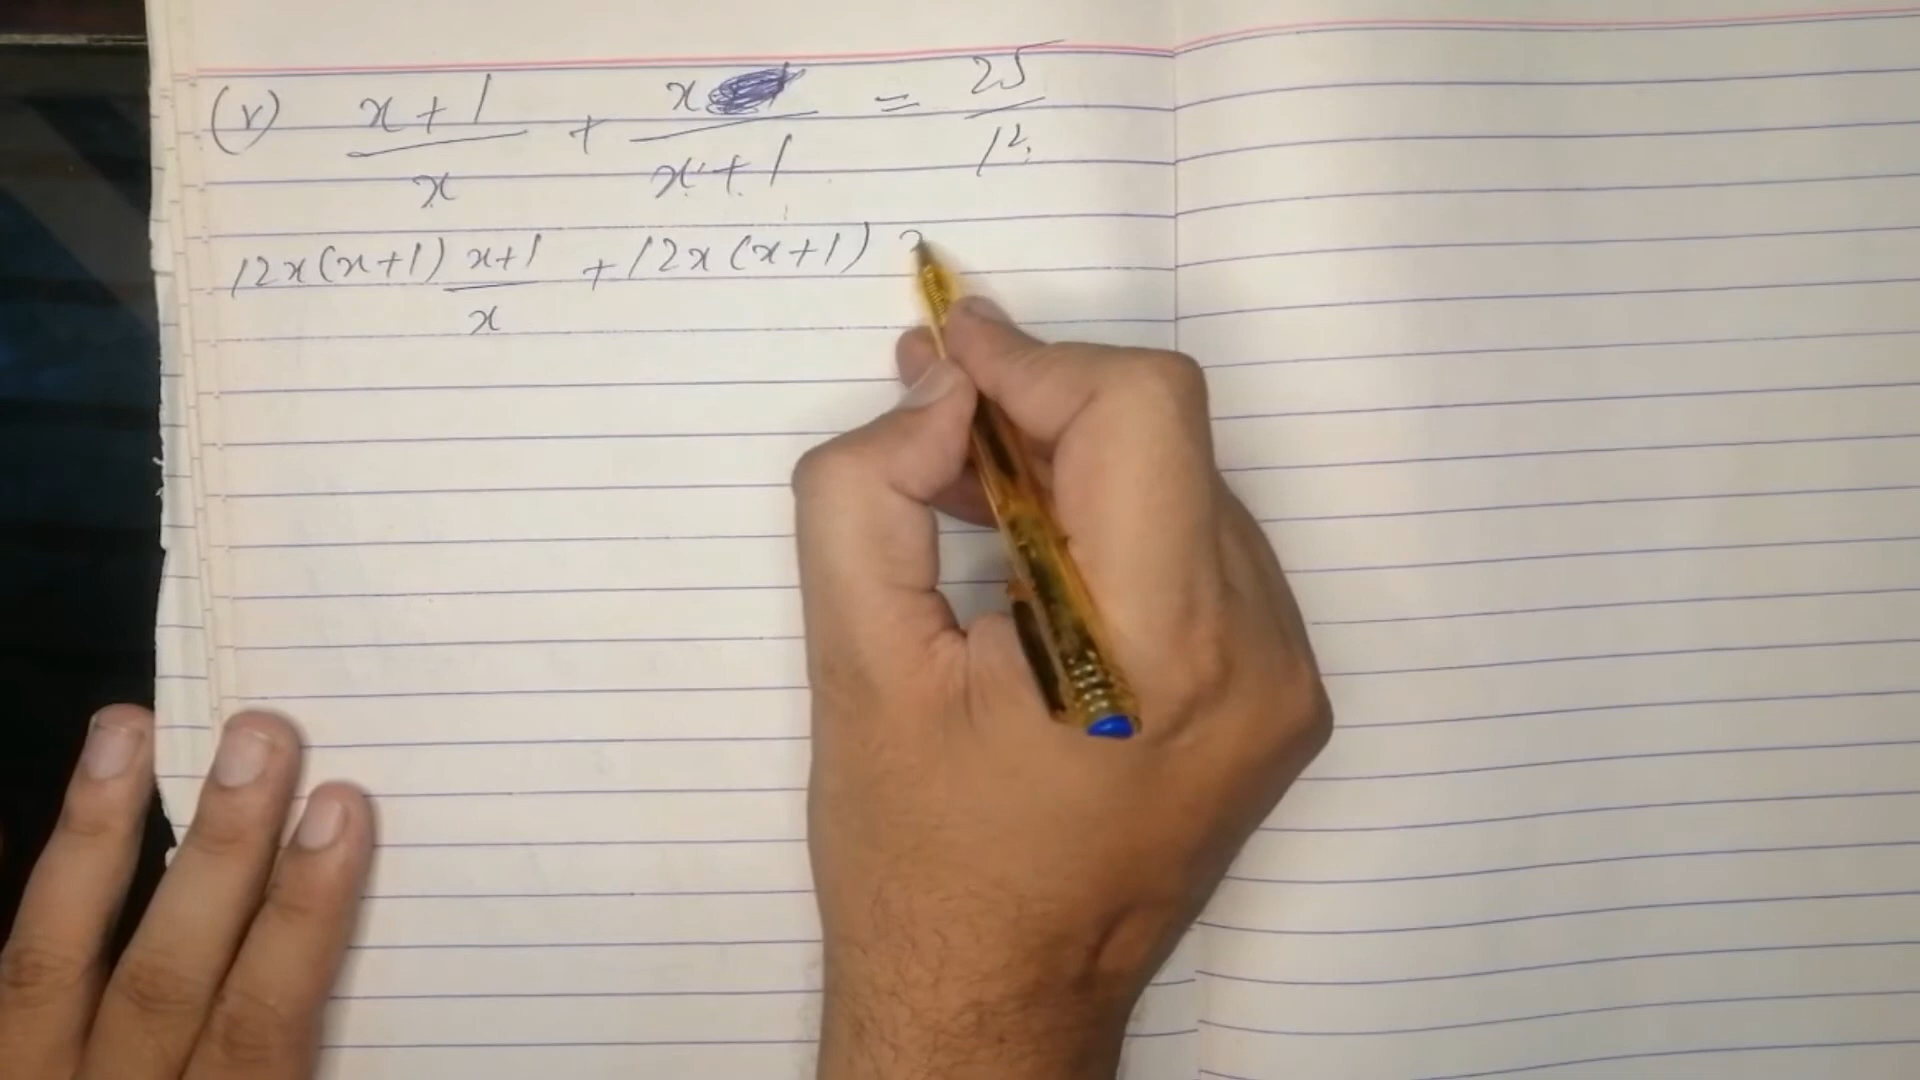 (v) x+1/x + x/x+1 = 25/12
12x(x+1) x+1/x + 12x(x+1)